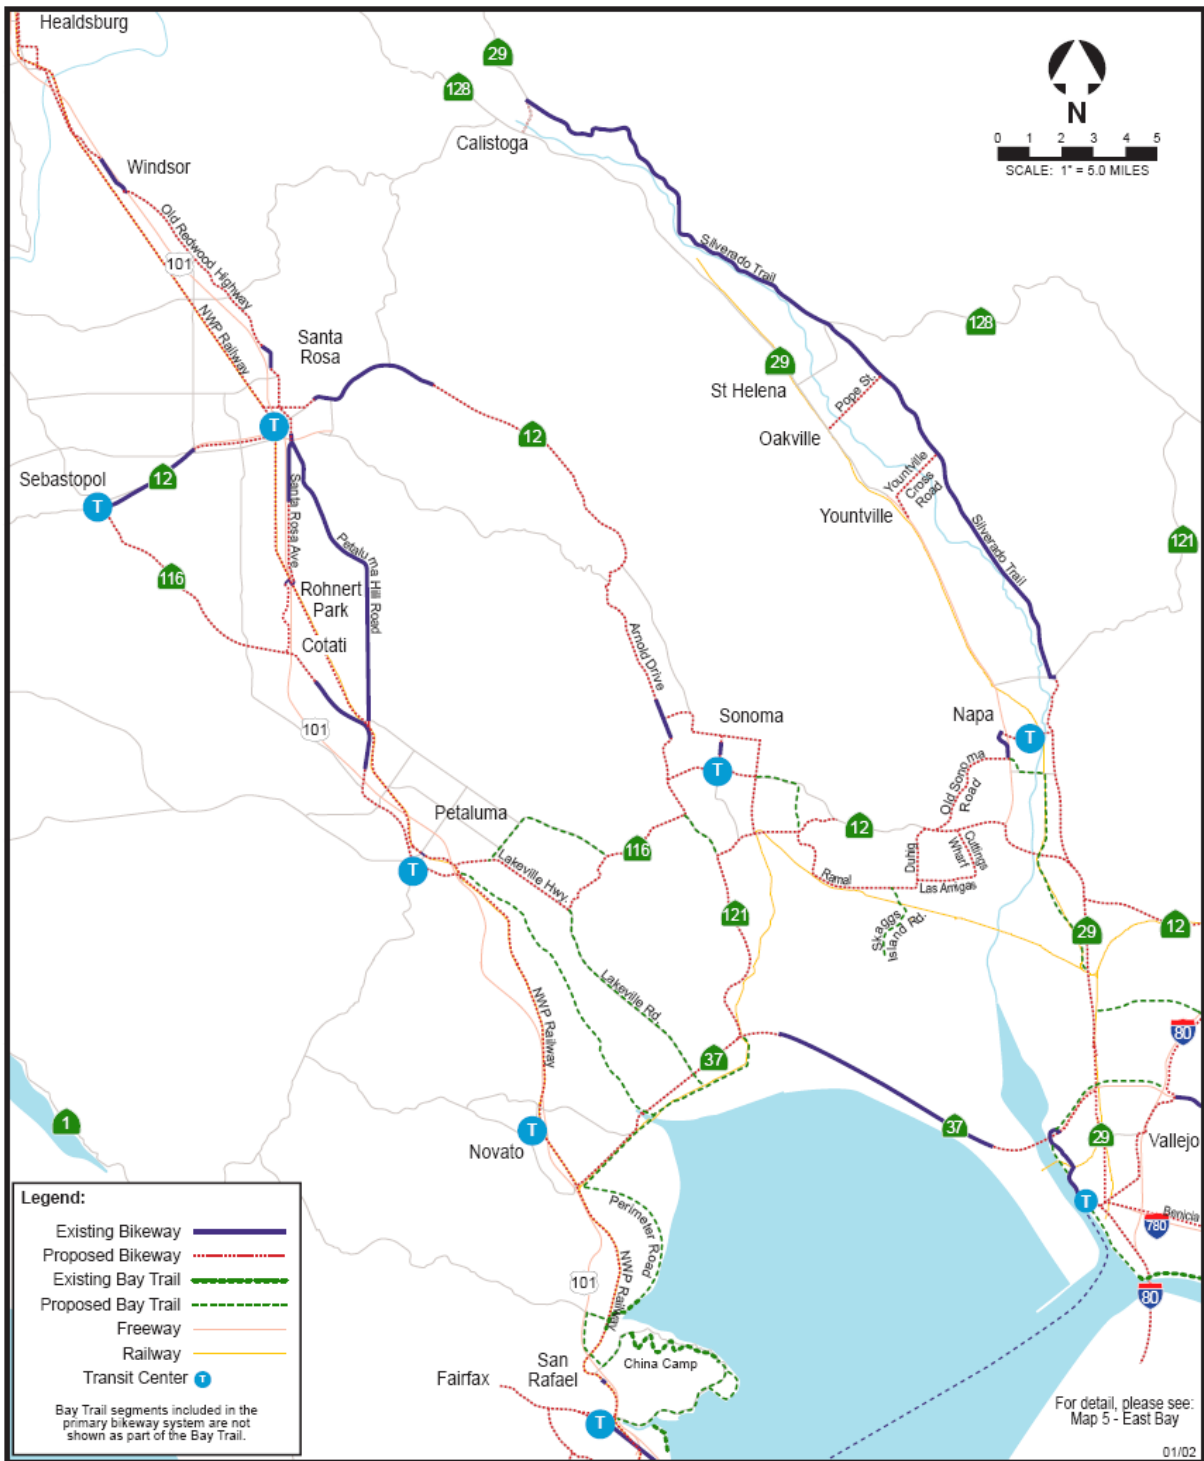 Healdsburg
29
128
N
0 1 2 3 4 5
SCALE: 1" = 5.0 MILES
Calistoga
Windsor
Old Redwood Highway
101
Silverado Trail
NWP Railway
128
Santa
Rosa
29
St Helena
Pope St.
T
12
Oakville
Sebastopol
12
T
Santa Rosa Ave
Yountville
Cross
Road
Yountville
Silverado Trail
121
Petaluma Hill Road
116
Rohnert
Park
Cotati
Arnold Drive
101
Sonoma
Napa
T
T
Old Sonoma
Road
Petaluma
12
116
Duhig
Cuttings
Wharf
T
Lakeville Hwy.
Ramal
Las Amigas
121
Skaggs
Island Rd.
29
12
Lakeville Rd.
NWP Railway
80
37
1
T
Novato
37
29
Vallejo
Legend:
Existing Bikeway
Proposed Bikeway
Existing Bay Trail
Proposed Bay Trail
Freeway
Railway
Transit Center T
Bay Trail segments included in the
primary bikeway system are not
shown as part of the Bay Trail.
Perimeter Road
T
Benicia
780
101
NWP Railway
80
San
Rafael
China Camp
Fairfax
T
For detail, please see:
Map 5 - East Bay
01/02